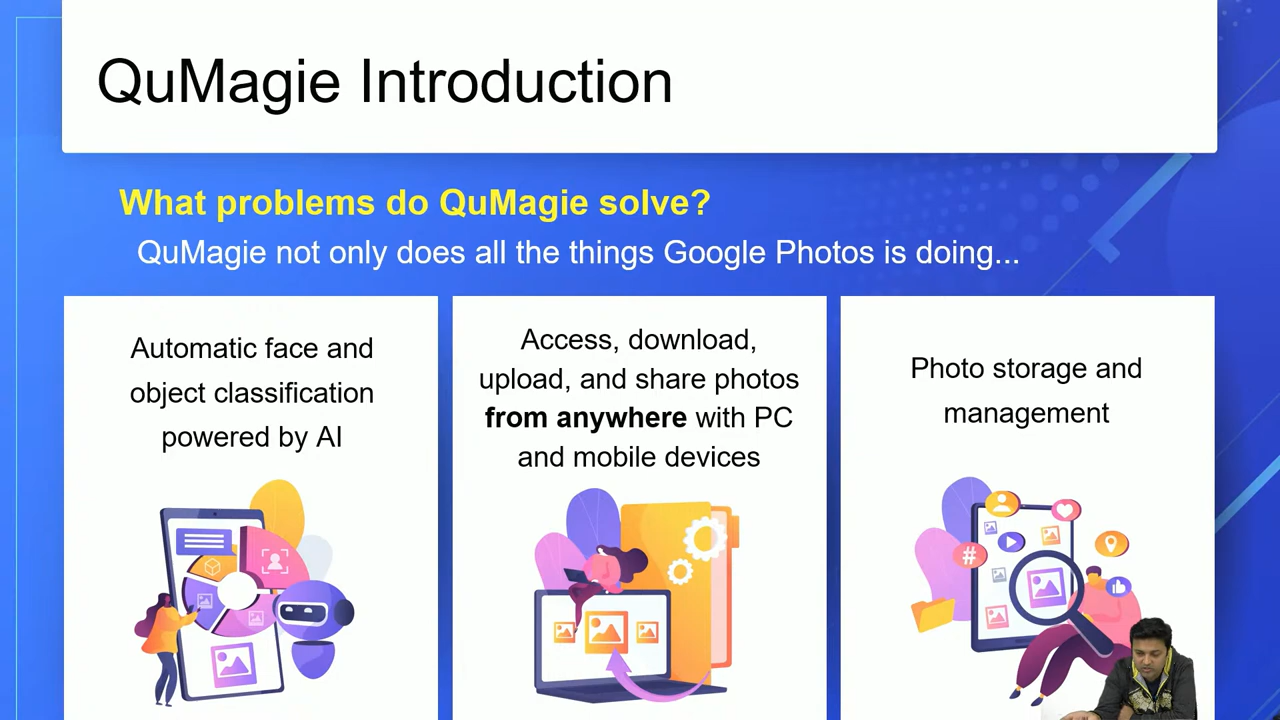 QuMagie Introduction
What problems do QuMagie solve?
QuMagie not only does all the things Google Photos is doing...
Automatic face and
object classification
powered by AI
Access, download,
upload, and share photos
from anywhere with PC
and mobile devices
Photo storage and
management
#